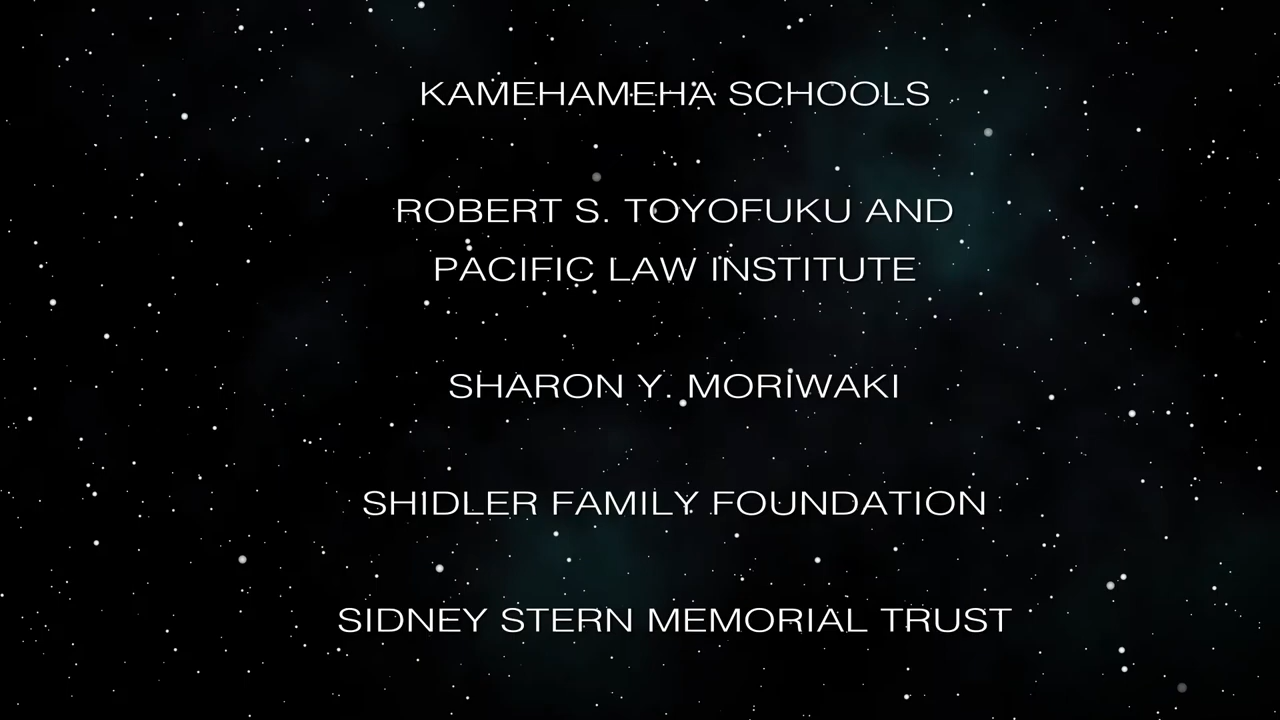 KAMEHAMEHA SCHOOLS
ROBERT S. TOYOFUKU AND
PACIFIC LAW INSTITUTE
SHARON Y. MORIWAKI
SHIDLER FAMILY FOUNDATION
SIDNEY STERN MEMORIAL TRUST